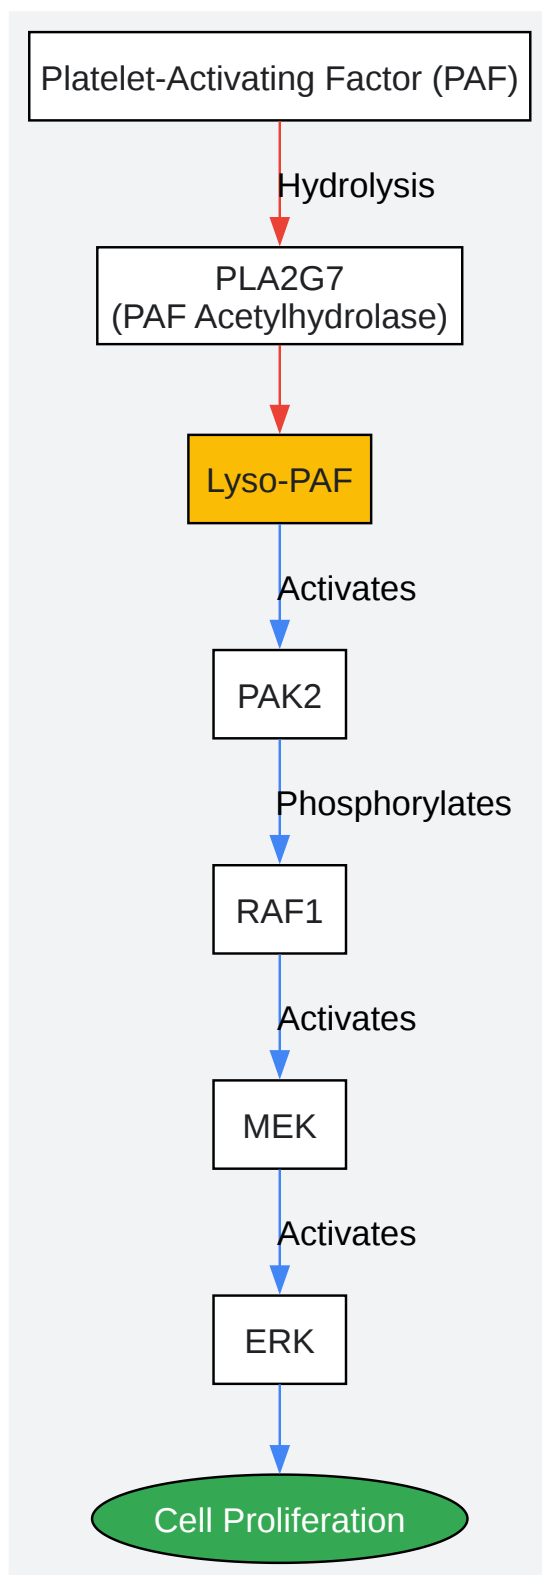 Platelet-Activating Factor (PAF)
Hydrolysis
PLA2G7
(PAF Acetylhydrolase)
Lyso-PAF
Activates
PAK2
Phosphorylates
RAF1
Activates
MEK
Activates
ERK
Cell Proliferation